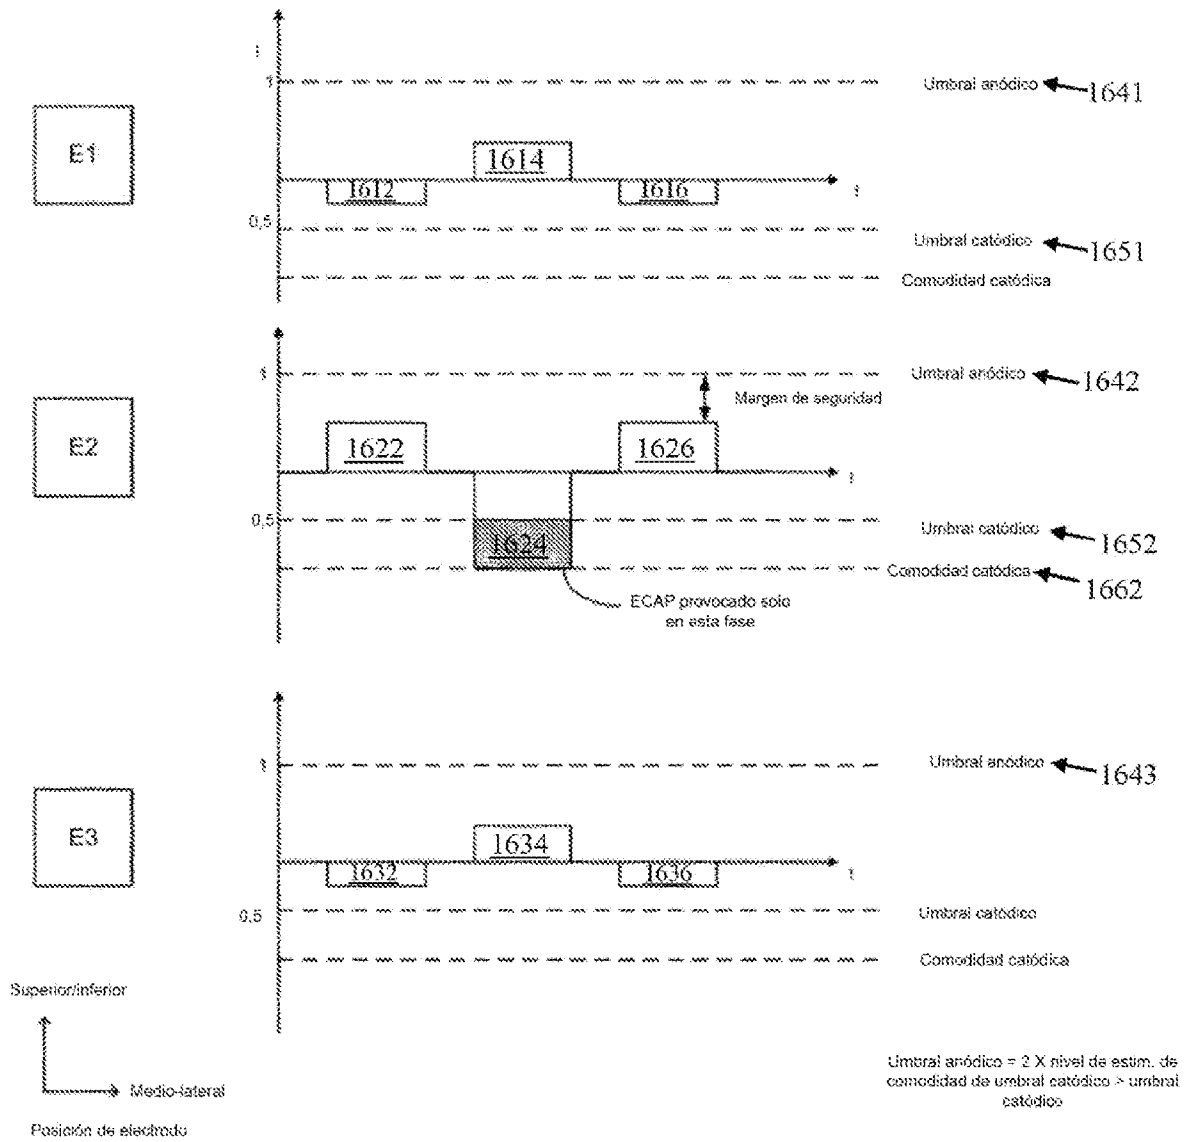 I
1
Umbral anódico
1641
E1
1614
1612
1616
t
0,5
Umbral catódico
1651
Comodidad catódica
1
Umbral anódico
1642
Margen de seguridad
E2
1622
1626
t
0,5
Umbral catódico
1624
1652
Comodidad catódica
1662
ECAP provocado solo
en esta fase
1
Umbral anódico
1643
E3
1634
1632
1636
t
0,5
Umbral catódico
Comodidad catódica
Superior/inferior
Medio-lateral
Posición de electrodo
Umbral anódico = 2 X nivel de estim. de
comodidad de umbral catódico > umbral
catódico